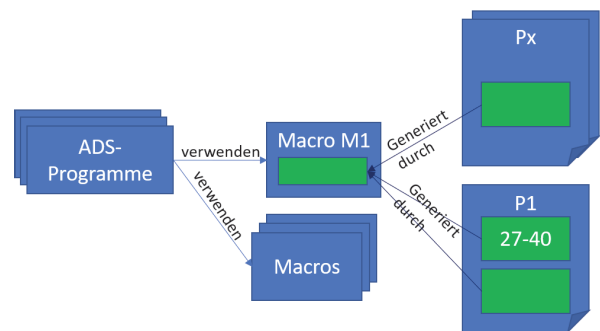 Px
Generiert
durch
ADS-
Programme
verwenden
Macro M1
verwenden
Generiert
durch
P1
27-40
Macros